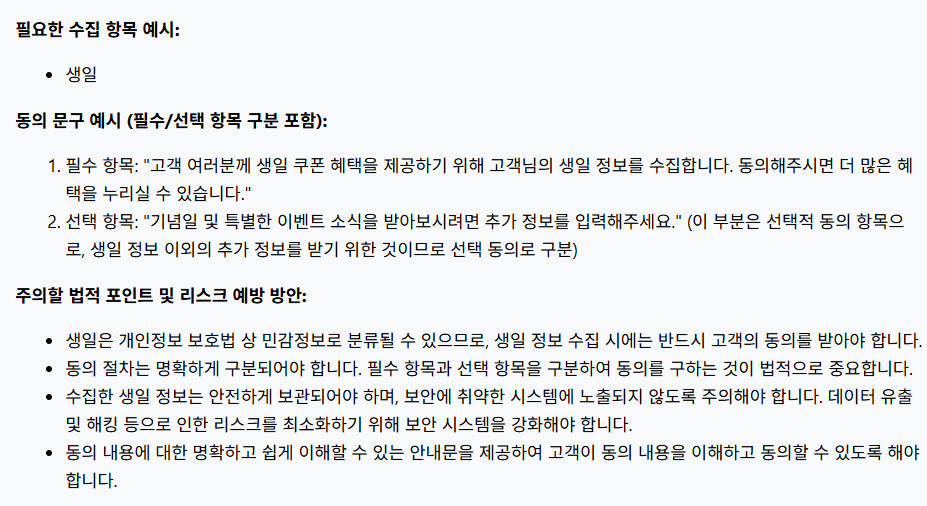 필요한 수집 항목 예시:
• 생일
동의 문구 예시 (필수/선택 항목 구분 포함):
1. 필수 항목: "고객 여러분께 생일 쿠폰 혜택을 제공하기 위해 고객님의 생일 정보를 수집합니다. 동의해주시면 더 많은 혜
택을 누리실 수 있습니다."
2. 선택 항목: "기념일 및 특별한 이벤트 소식을 받아보시려면 추가 정보를 입력해주세요." (이 부분은 선택적 동의 항목으
로, 생일 정보 이외의 추가 정보를 받기 위한 것이므로 선택 동의로 구분)
주의할 법적 포인트 및 리스크 예방 방안:
• 생일은 개인정보 보호법 상 민감정보로 분류될 수 있으므로, 생일 정보 수집 시에는 반드시 고객의 동의를 받아야 합니다.
• 동의 절차는 명확하게 구분되어야 합니다. 필수 항목과 선택 항목을 구분하여 동의를 구하는 것이 법적으로 중요합니다.
• 수집한 생일 정보는 안전하게 보관되어야 하며, 보안에 취약한 시스템에 노출되지 않도록 주의해야 합니다. 데이터 유출
및 해킹 등으로 인한 리스크를 최소화하기 위해 보안 시스템을 강화해야 합니다.
• 동의 내용에 대한 명확하고 쉽게 이해할 수 있는 안내문을 제공하여 고객이 동의 내용을 이해하고 동의할 수 있도록 해야
합니다.